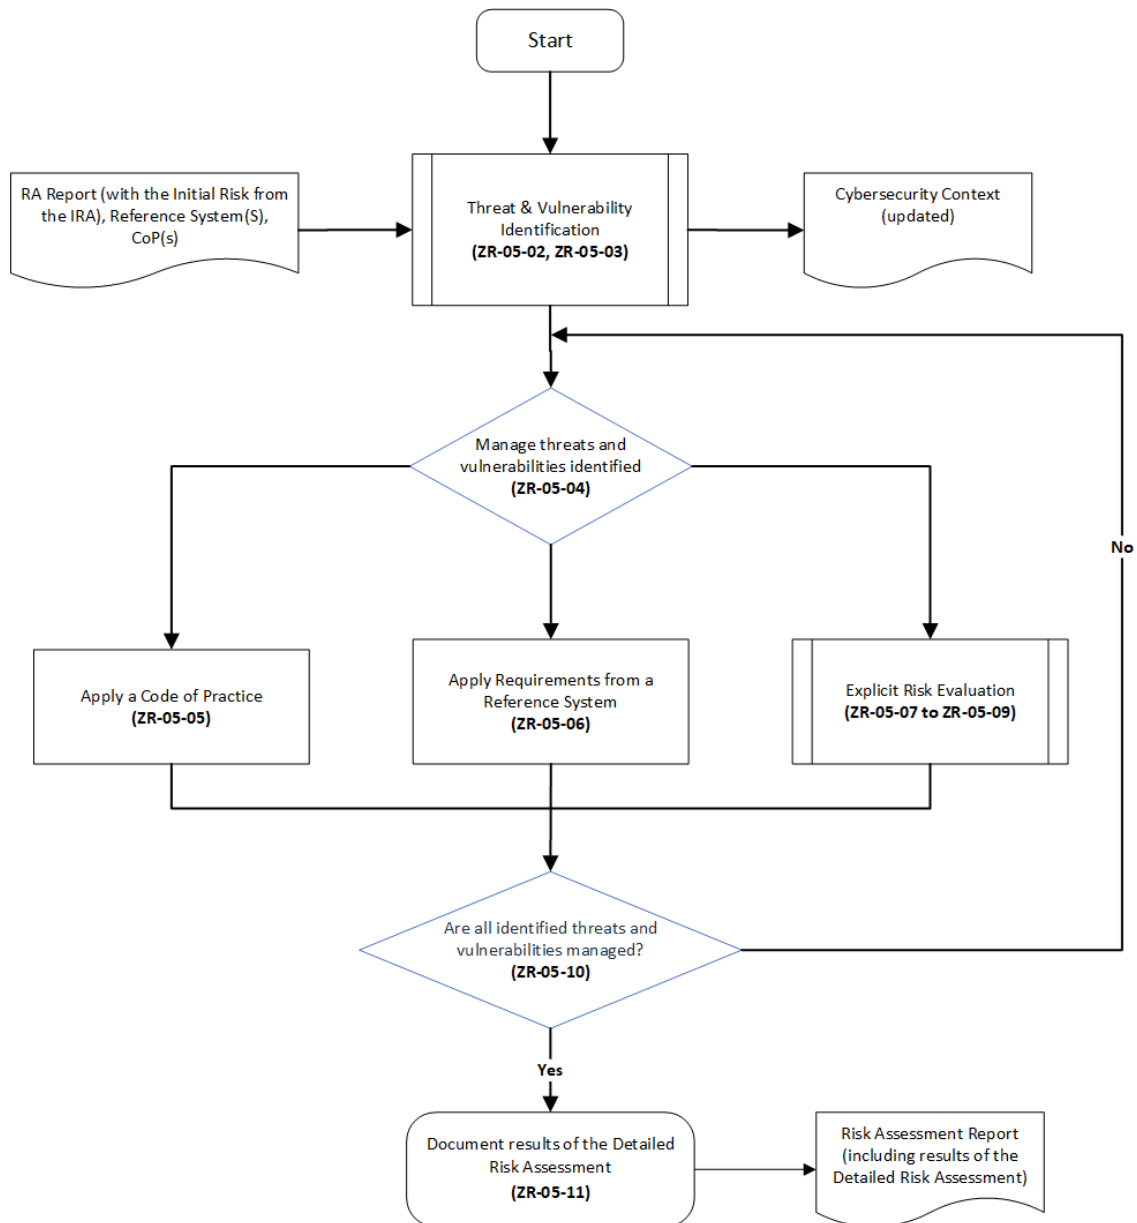 Start
RA Report (with the Initial Risk from
the IRA), Reference System(S),
CoP(s)
Threat & Vulnerability
Identification
(ZR-05-02, ZR-05-03)
Cybersecurity Context
(updated)
Manage threats and
vulnerabilities identified
(ZR-05-04)
No
Apply a Code of Practice
(ZR-05-05)
Apply Requirements from a
Reference System
(ZR-05-06)
Explicit Risk Evaluation
(ZR-05-07 to ZR-05-09)
Are all identified threats and
vulnerabilities managed?
(ZR-05-10)
Yes
Document results of the Detailed
Risk Assessment
(ZR-05-11)
Risk Assessment Report
(including results of the
Detailed Risk Assessment)